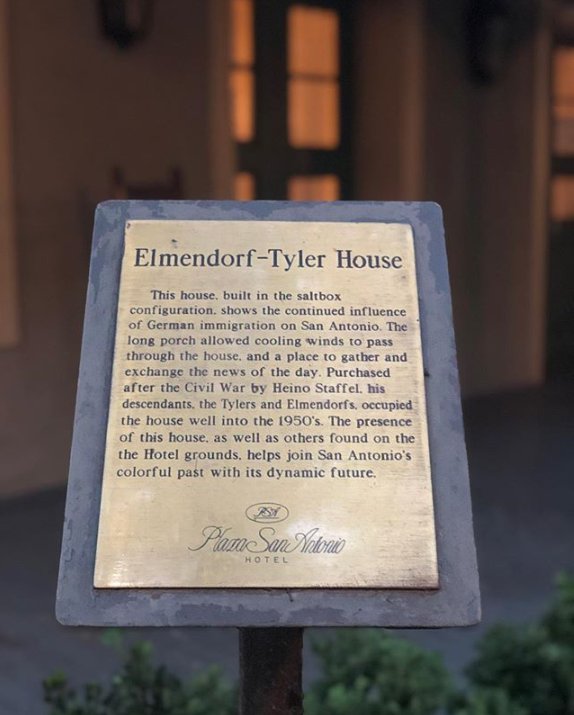 Elmendorf-Tyler House
This house, built in the saltbox
configuration, shows the continued influence
of German immigration on San Antonio. The
long porch allowed cooling winds to pass
through the house, and a place to gather and
exchange the news of the day. Purchased
after the Civil War by Heino Staffel, his
descendants, the Tylers and Elmendorfs, occupied
the house well into the 1950's. The presence
of this house, as well as others found on the
the Hotel grounds, helps join San Antonio's
colorful past with its dynamic future.
PSA
Plaza San Antonio
HOTEL